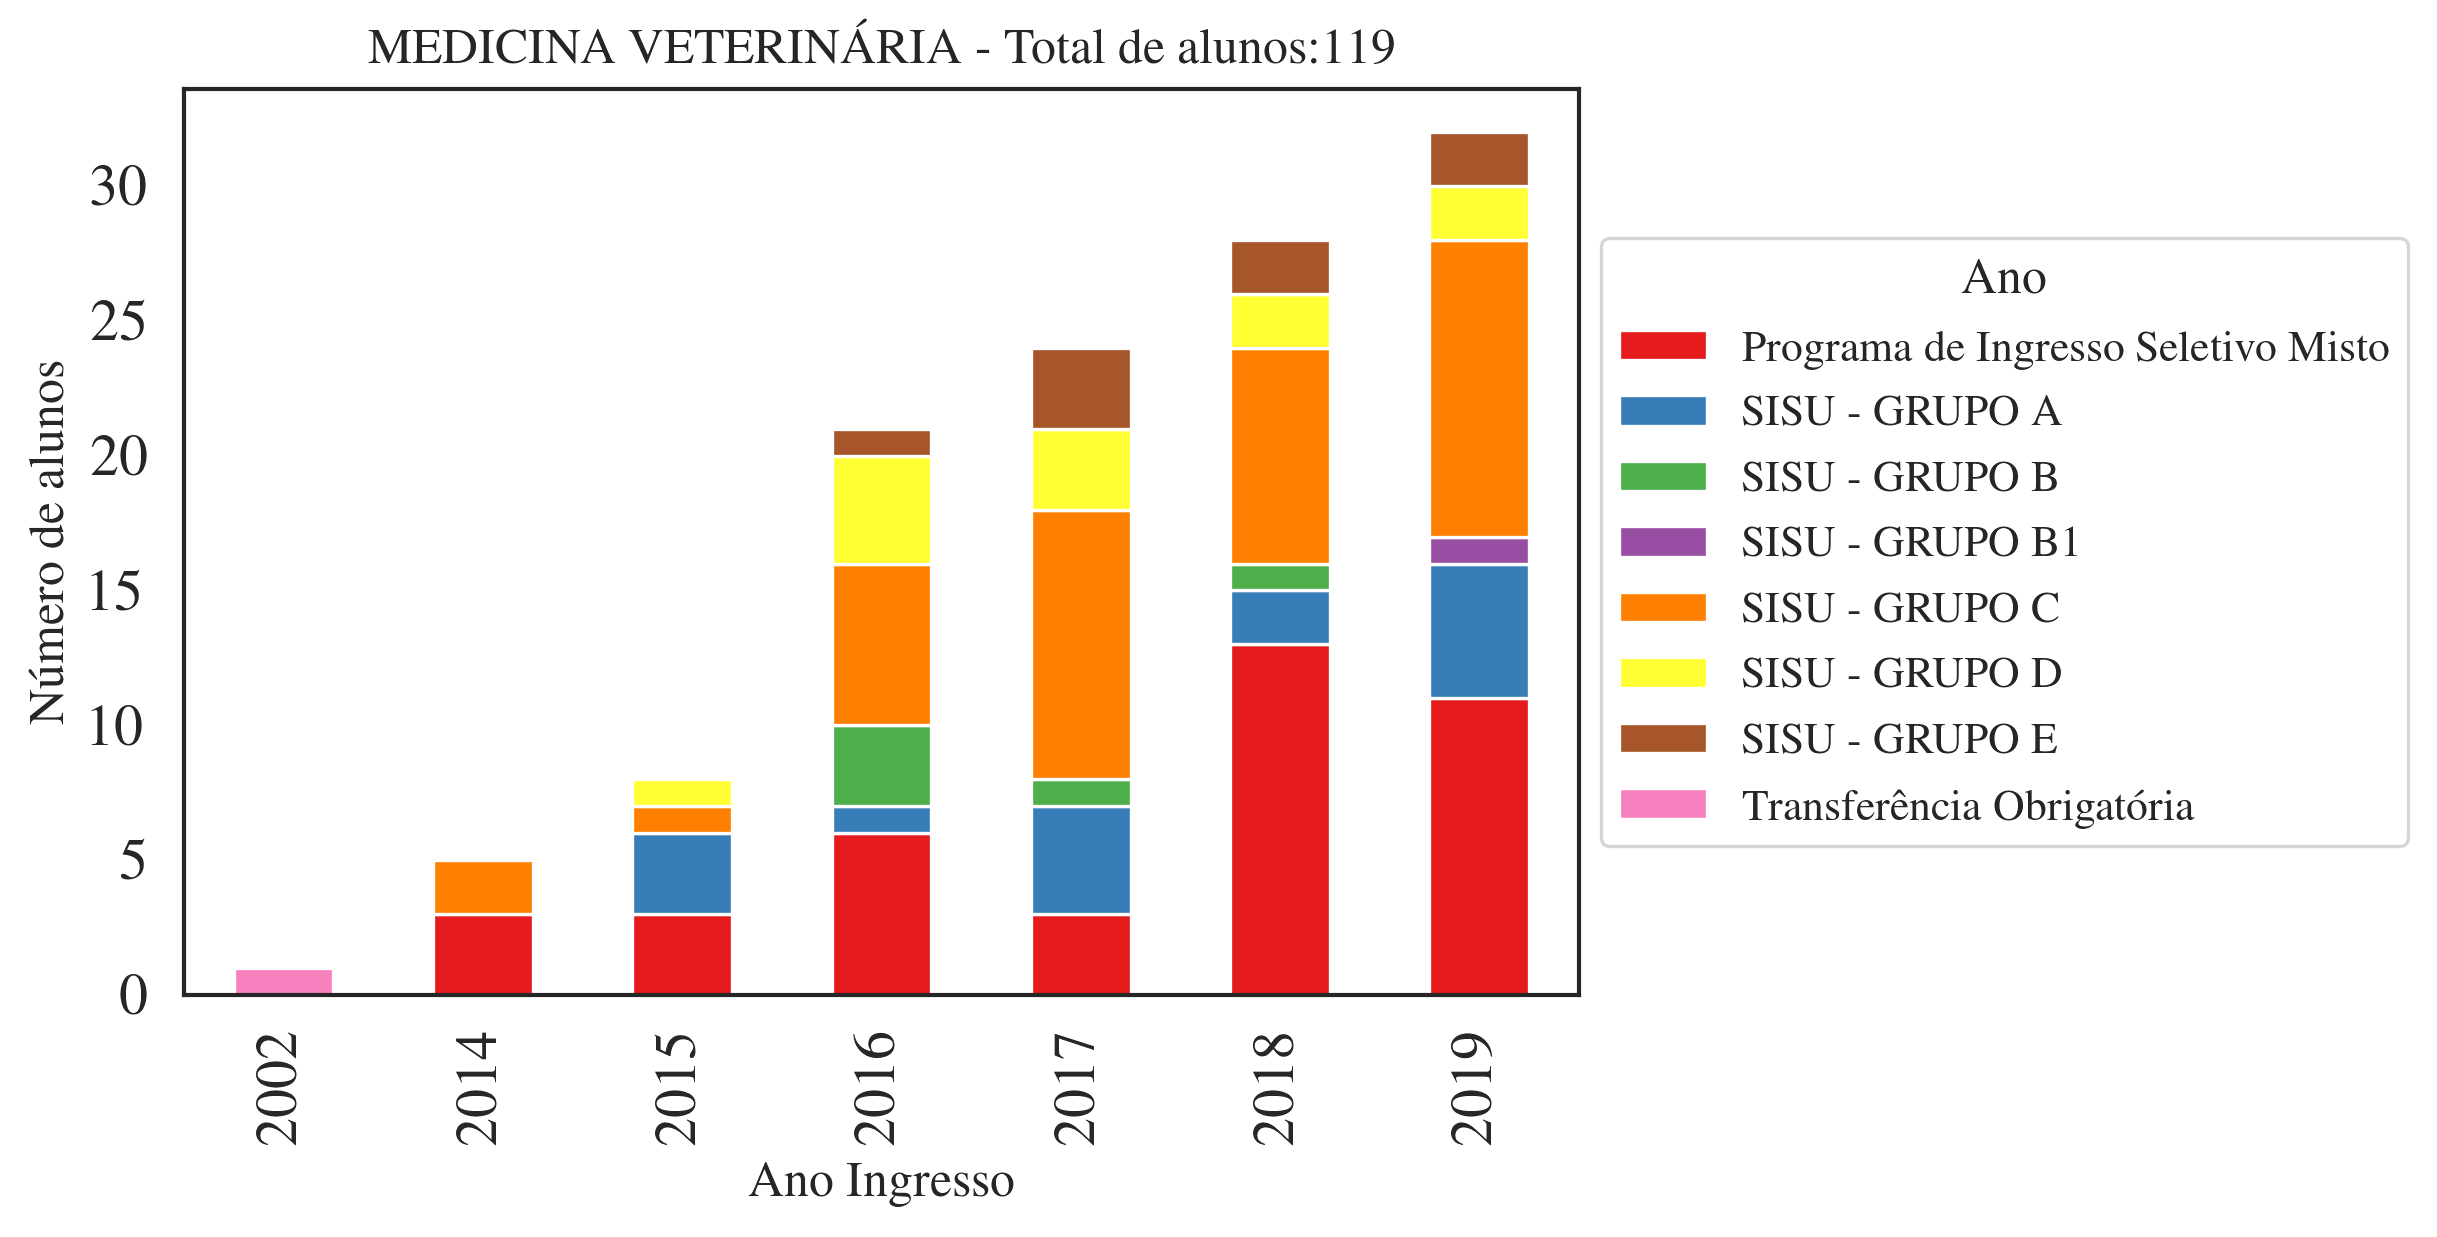 MEDICINA VETERINÁRIA - Total de alunos:119
Número de alunos
30
25
20
15
10
5
0
2002
2014
2015
2016
2017
2018
2019
Ano Ingresso
Ano
Programa de Ingresso Seletivo Misto
SISU - GRUPO A
SISU - GRUPO B
SISU - GRUPO B1
SISU - GRUPO C
SISU - GRUPO D
SISU - GRUPO E
Transferência Obrigatória